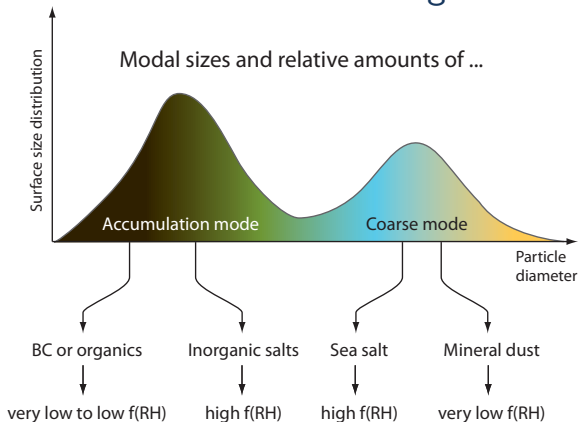 Modal sizes and relative amounts of ...
Surface size distribution
Accumulation mode
Coarse mode
Particle
diameter
BC or organics
Inorganic salts
Sea salt
Mineral dust
very low to low f(RH)
high f(RH)
high f(RH)
very low f(RH)